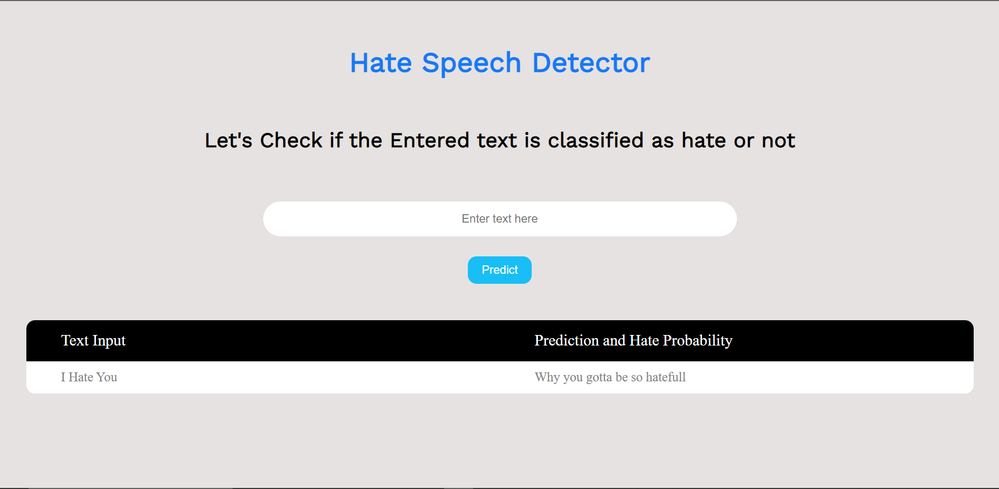 Hate Speech Detector
Let's Check if the Entered text is classified as hate or not
Enter text here
Predict
Text Input Prediction and Hate Probability
I Hate You Why you gotta be so hatefull